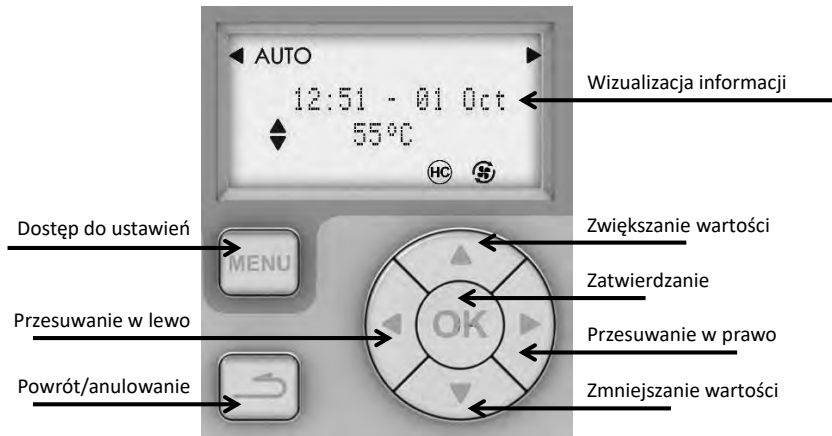 AUTO
12:51 - 01 Oct
55ºC
HC
Wizualizacja informacji
Dostęp do ustawień
MENU
Zwiększanie wartości
Zatwierdzanie
OK
Przesuwanie w lewo
Przesuwanie w prawo
Powrót/anulowanie
Zmniejszanie wartości